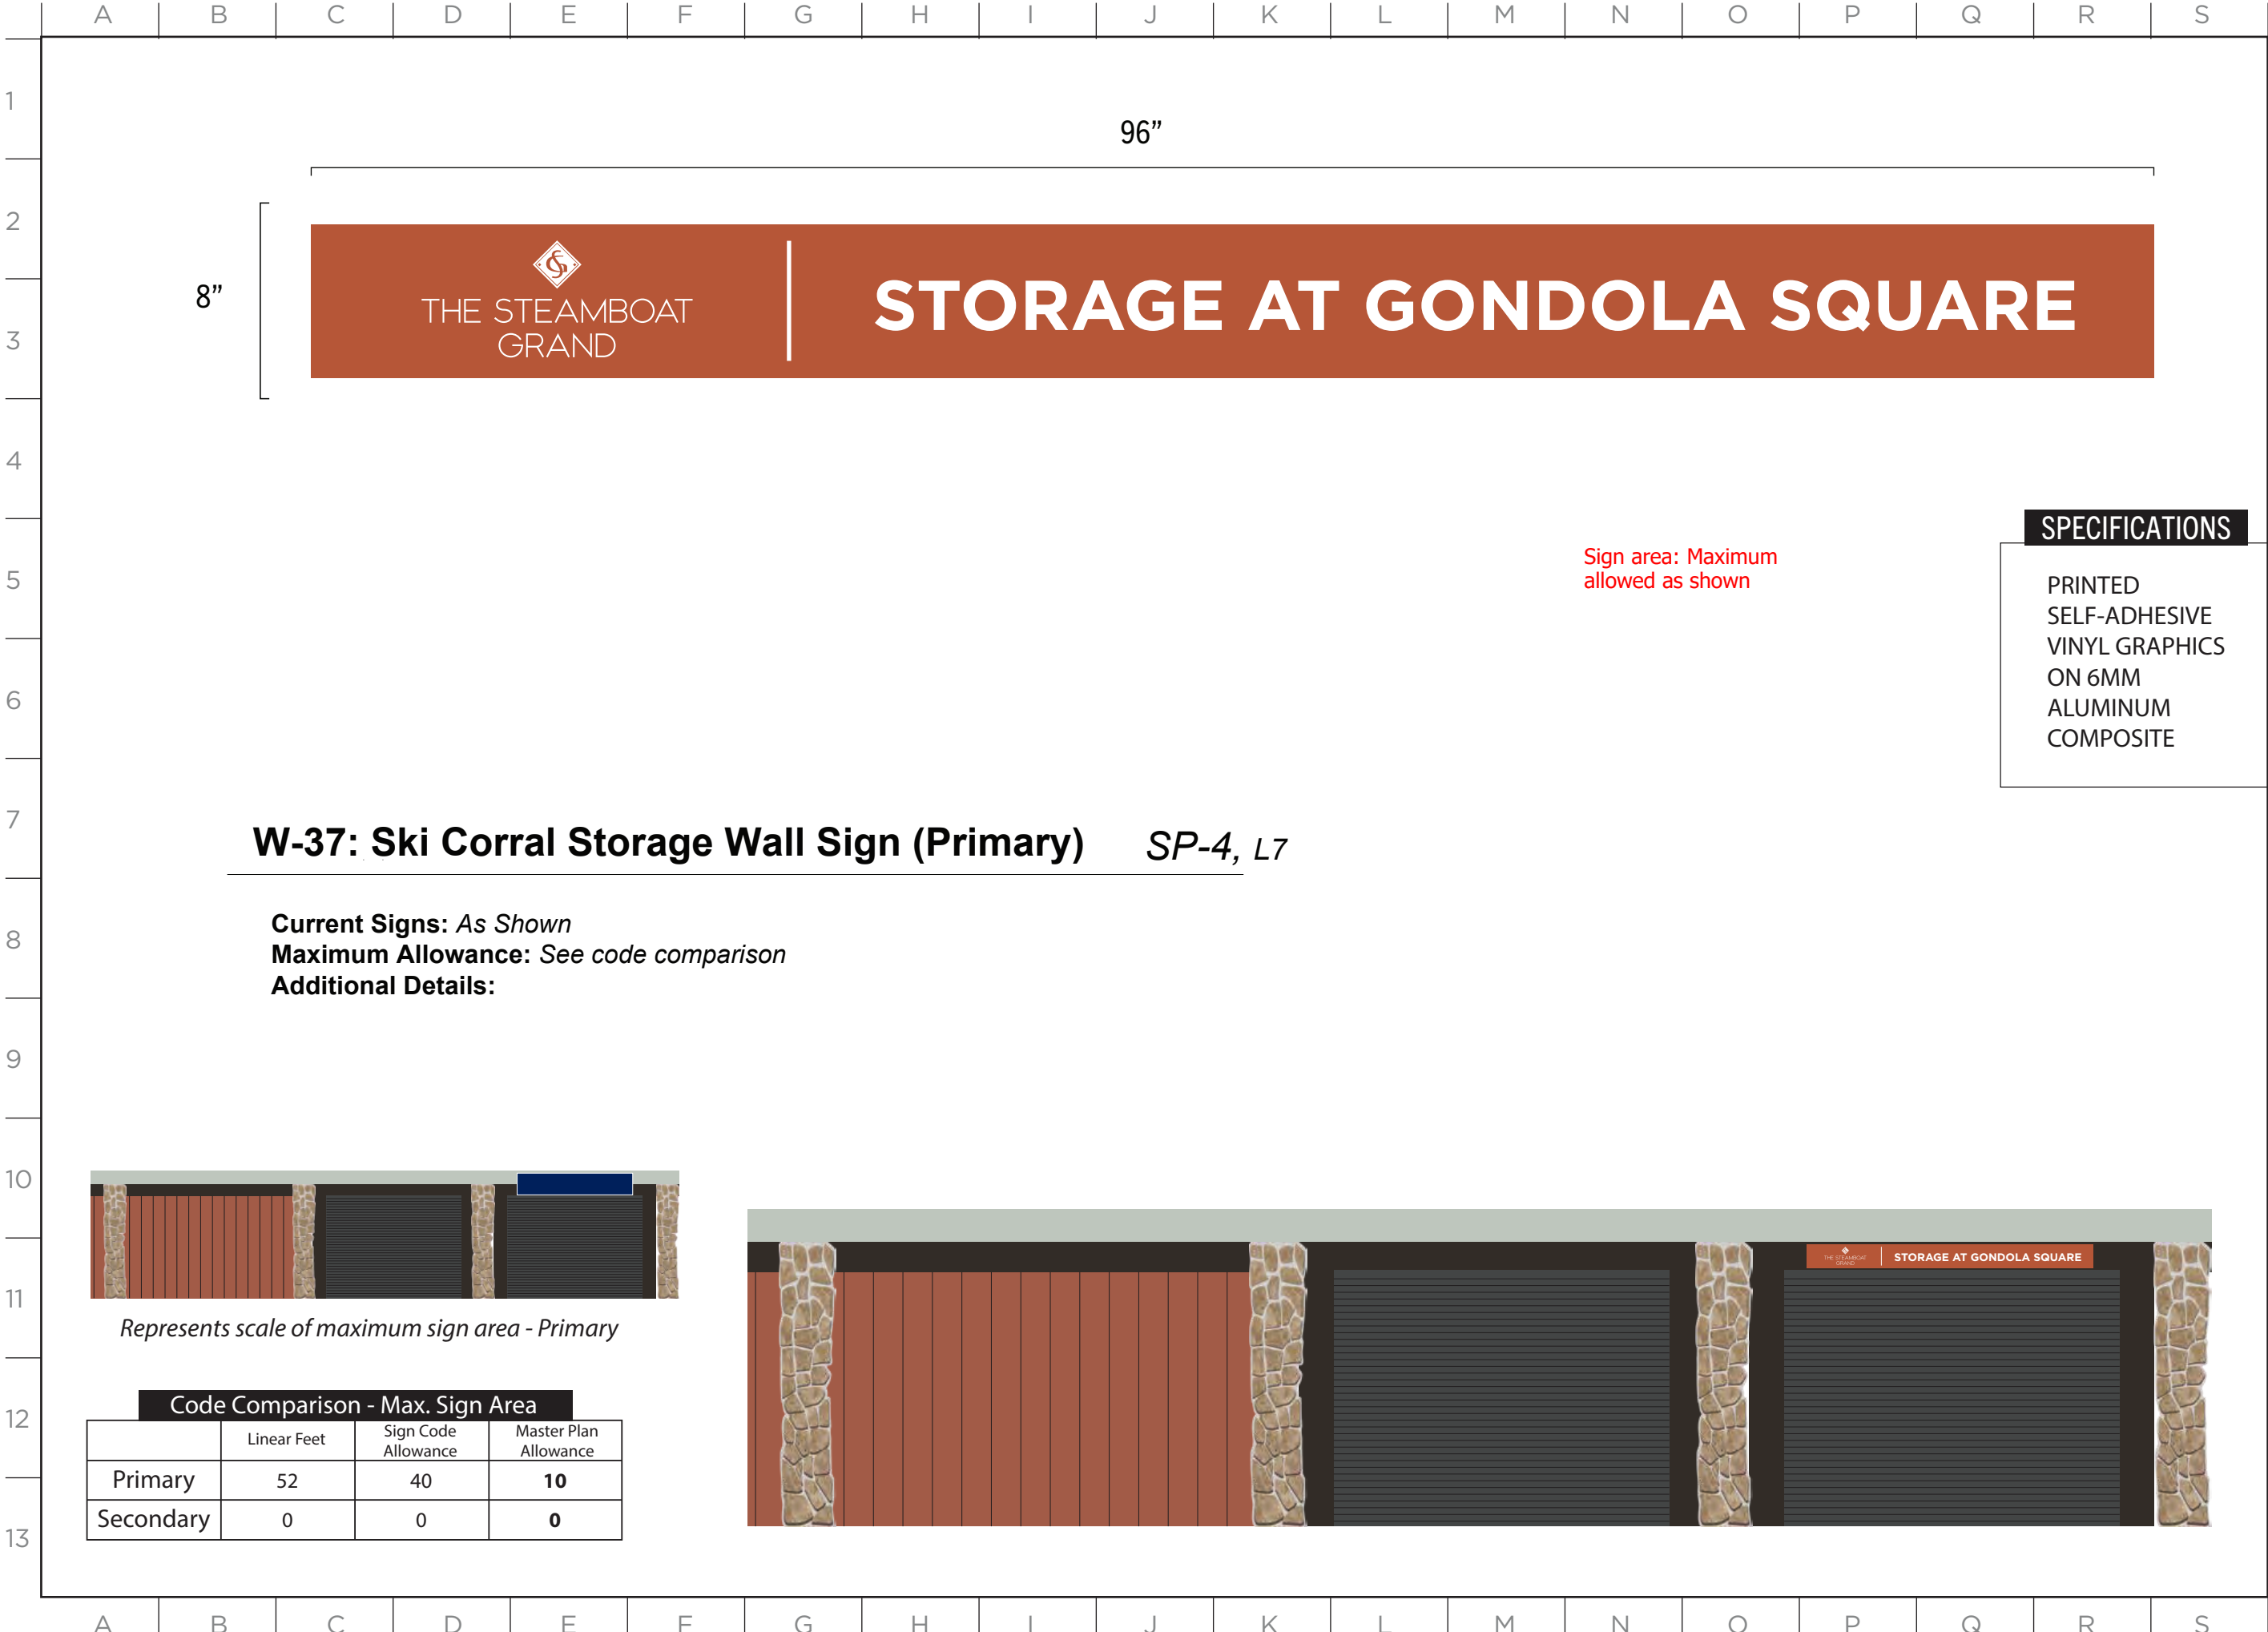 A B C D E F G H I J K L M N O P Q R S
1
96”
2
8”
THE STEAMBOAT
GRAND
STORAGE AT GONDOLA SQUARE
3
4
SPECIFICATIONS
Sign area: Maximum
allowed as shown
5
PRINTED
SELF-ADHESIVE
VINYL GRAPHICS
ON 6MM
ALUMINUM
COMPOSITE
6
7
W-37: Ski Corral Storage Wall Sign (Primary) SP-4, L7
8
Current Signs: As Shown
Maximum Allowance: See code comparison
Additional Details:
9
10
THE STEAMBOAT
GRAND
STORAGE AT GONDOLA SQUARE
11
Represents scale of maximum sign area - Primary
12
Code Comparison - Max. Sign Area
Linear Feet Sign Code Allowance Master Plan Allowance
Primary 52 40 10
Secondary 0 0 0
13
A B C D E F G H I J K L M N O P Q R S